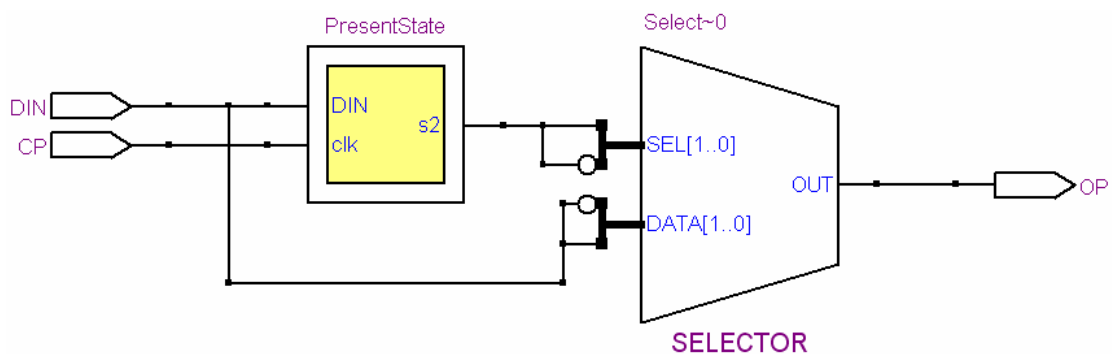 PresentState
Select~0
DIN
CP
DIN
clk
s2
SEL[1..0]
DATA[1..0]
OUT
OP
SELECTOR